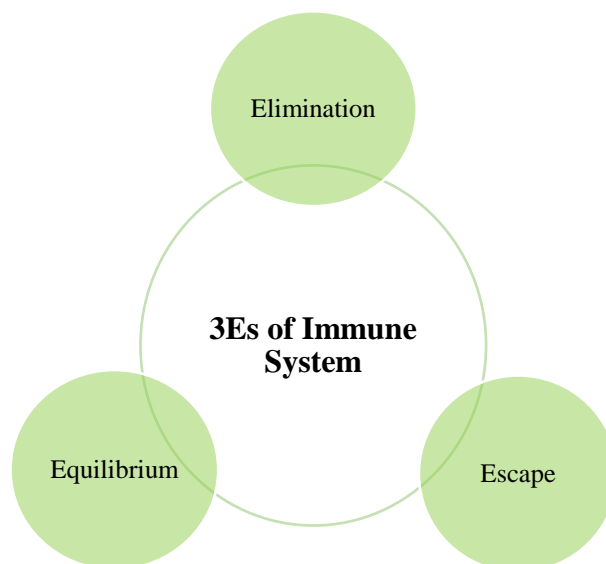 Elimination
3Es of Immune
System
Equilibrium
Escape